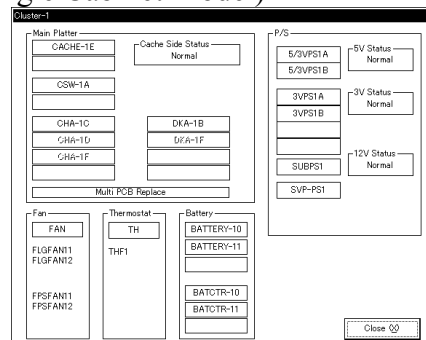 Cluster-1
Main Platter
CACHE-1E
Cache Side Status
Normal
CSW-1A
CHA-1C
CHA-1D
CHA-1F
DKA-1B
DKA-1F
Multi PCB Replace
P/S
5/3VPS1A
5/3VPS1B
5V Status
Normal
3VPS1A
3VPS1B
3V Status
Normal
12V Status
Normal
SUBPS1
SVP-PS1
Fan
FAN
FLGFAN11
FLGFAN12
FPSFAN11
FPSFAN12
Thermostat
TH
THF1
Battery
BATTERY-10
BATTERY-11
BATCTR-10
BATCTR-11
Close